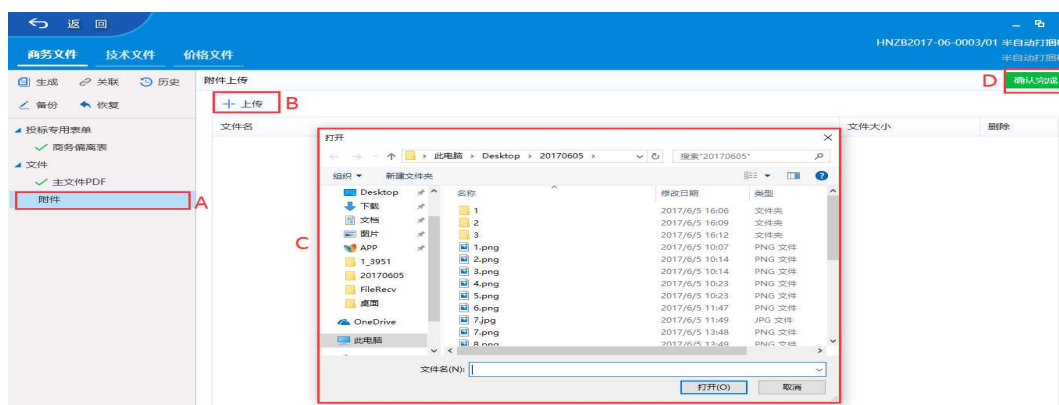 返 回
HNZB2017-06-0003/01 半自动打捆
商务文件 技术文件 价格文件
半自动打捆
生成 关联 历史
附件上传
D 确认完成
备份 恢复
上传 B
投标专用表单
文件名 文件大小 删除
商务偏离表
打开
文件
此电脑 > Desktop > 20170605 >
搜索"20170605"
主文件PDF
组织 新建文件夹
附件 A
Desktop 名称 修改日期 类型
下载
文档 1 2017/6/5 16:06 文件夹
图片 2 2017/6/5 16:09 文件夹
C APP 3 2017/6/5 16:12 文件夹
1_3951 1.png 2017/6/5 10:07 PNG 文件
20170605 2.png 2017/6/5 10:14 PNG 文件
FileRecv 3.png 2017/6/5 10:14 PNG 文件
桌面 4.png 2017/6/5 10:23 PNG 文件
5.png 2017/6/5 10:23 PNG 文件
OneDrive 6.png 2017/6/5 11:47 PNG 文件
7.jpg 2017/6/5 11:49 JPG 文件
此电脑 7.png 2017/6/5 13:48 PNG 文件
8.png 2017/6/5 13:49 PNG 文件
文件名(N):
打开(O) 取消